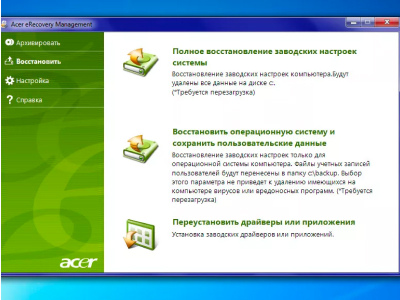 Acer eRecovery Management
Архивировать
Восстановить
Настройка
Справка
Полное восстановление заводских настроек
системы
Восстановление заводских настроек компьютера.Будут
удалены все данные на диске c:.
(*Требуется перезагрузка)
Восстановить операционную систему и
сохранить пользовательские данные
Восстановление заводских настроек только для
операционной системы компьютера. Файлы учетных записей
пользователей будут перенесены в папку c:\backup. Выбор
этого параметра не приведет к удалению имеющихся на
компьютере вирусов или вредоносных программ. (*Требуется
перезагрузка)
Переустановить драйверы или приложения
Установка заводских драйверов или приложений.
acer